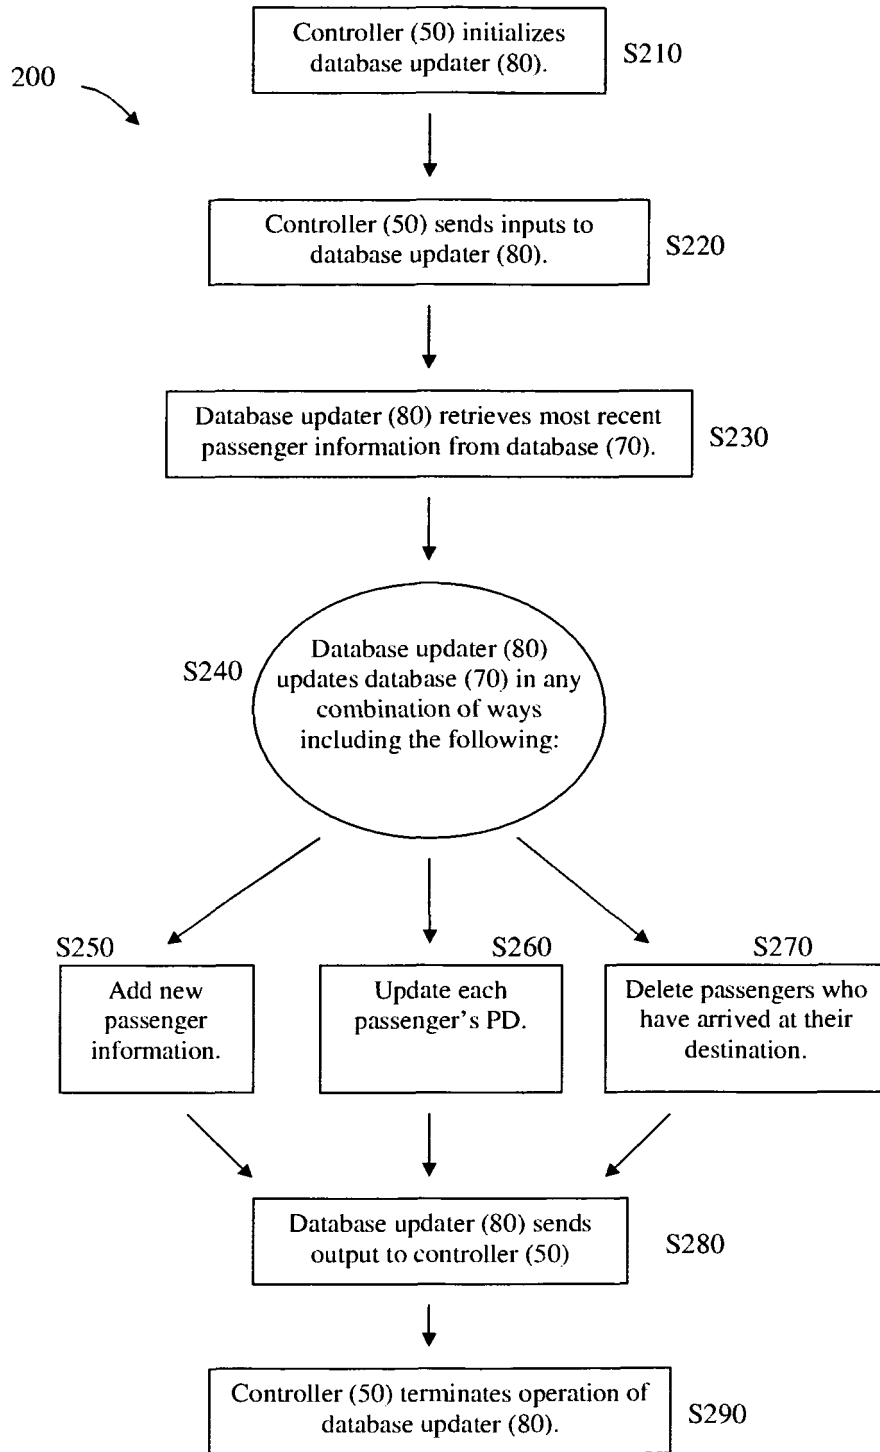 Controller (50) initializes
database updater (80).
S210
200
Controller (50) sends inputs to
database updater (80).
S220
Database updater (80) retrieves most recent
passenger information from database (70).
S230
S240
Database updater (80)
updates database (70) in any
combination of ways
including the following:
S250
Add new
passenger
information.
S260
Update each
passenger's PD.
S270
Delete passengers who
have arrived at their
destination.
Database updater (80) sends
output to controller (50)
S280
Controller (50) terminates operation of
database updater (80).
S290